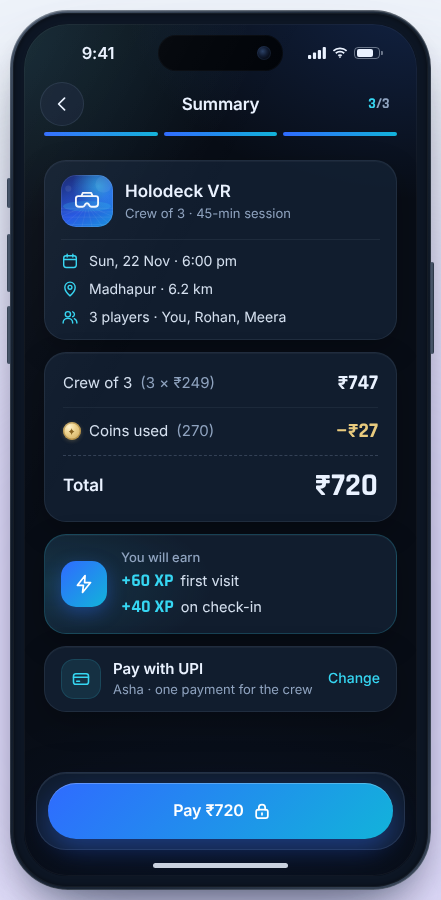 9:41
Summary
3/3
Holodeck VR
Crew of 3 · 45-min session
Sun, 22 Nov · 6:00 pm
Madhapur · 6.2 km
3 players · You, Rohan, Meera
Crew of 3 (3 × ₹249) ₹747
Coins used (270) −₹27
Total ₹720
You will earn
+60 XP first visit
+40 XP on check-in
Pay with UPI
Asha · one payment for the crew
Change
Pay ₹720